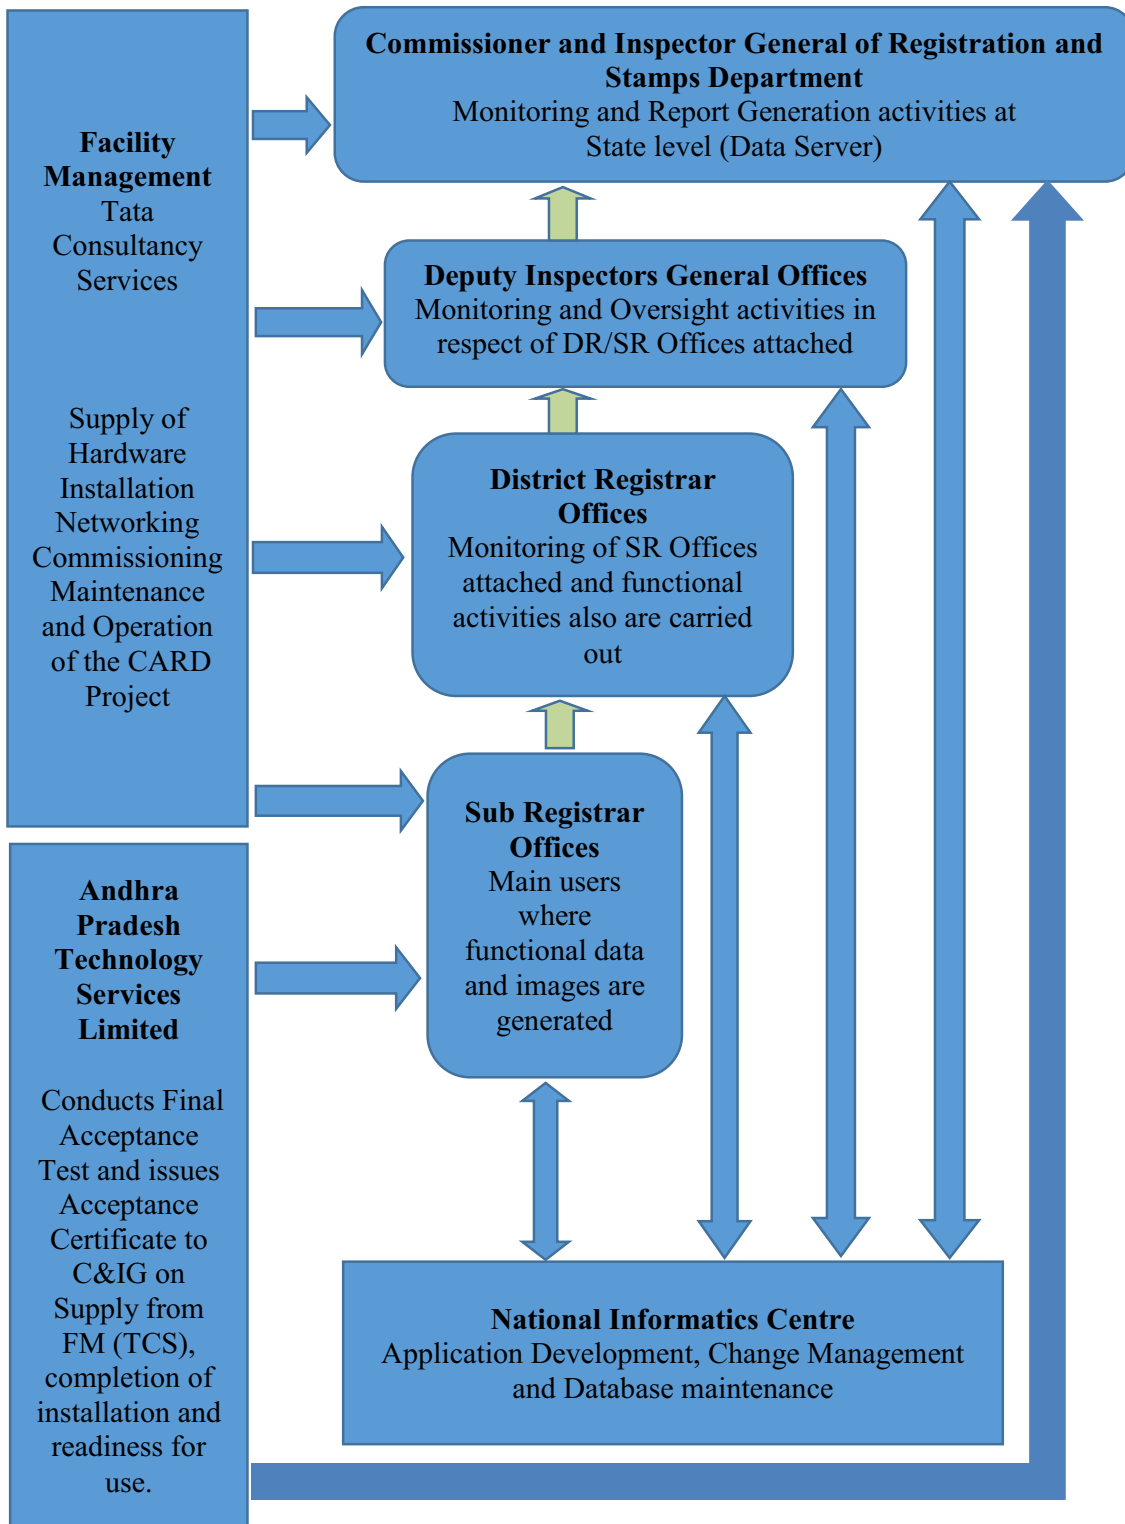 Commissioner and Inspector General of Registration and
Stamps Department
Monitoring and Report Generation activities at
State level (Data Server)
Facility
Management
Tata
Consultancy
Services
Supply of
Hardware
Installation
Networking
Commissioning
Maintenance
and Operation
of the CARD
Project
Deputy Inspectors General Offices
Monitoring and Oversight activities in
respect of DR/SR Offices attached
District Registrar
Offices
Monitoring of SR Offices
attached and functional
activities also are carried
out
Sub Registrar
Offices
Main users
where
functional data
and images are
generated
Andhra
Pradesh
Technology
Services
Limited
Conducts Final
Acceptance
Test and issues
Acceptance
Certificate to
C&IG on
Supply from
FM (TCS),
completion of
installation and
readiness for
use.
National Informatics Centre
Application Development, Change Management
and Database maintenance